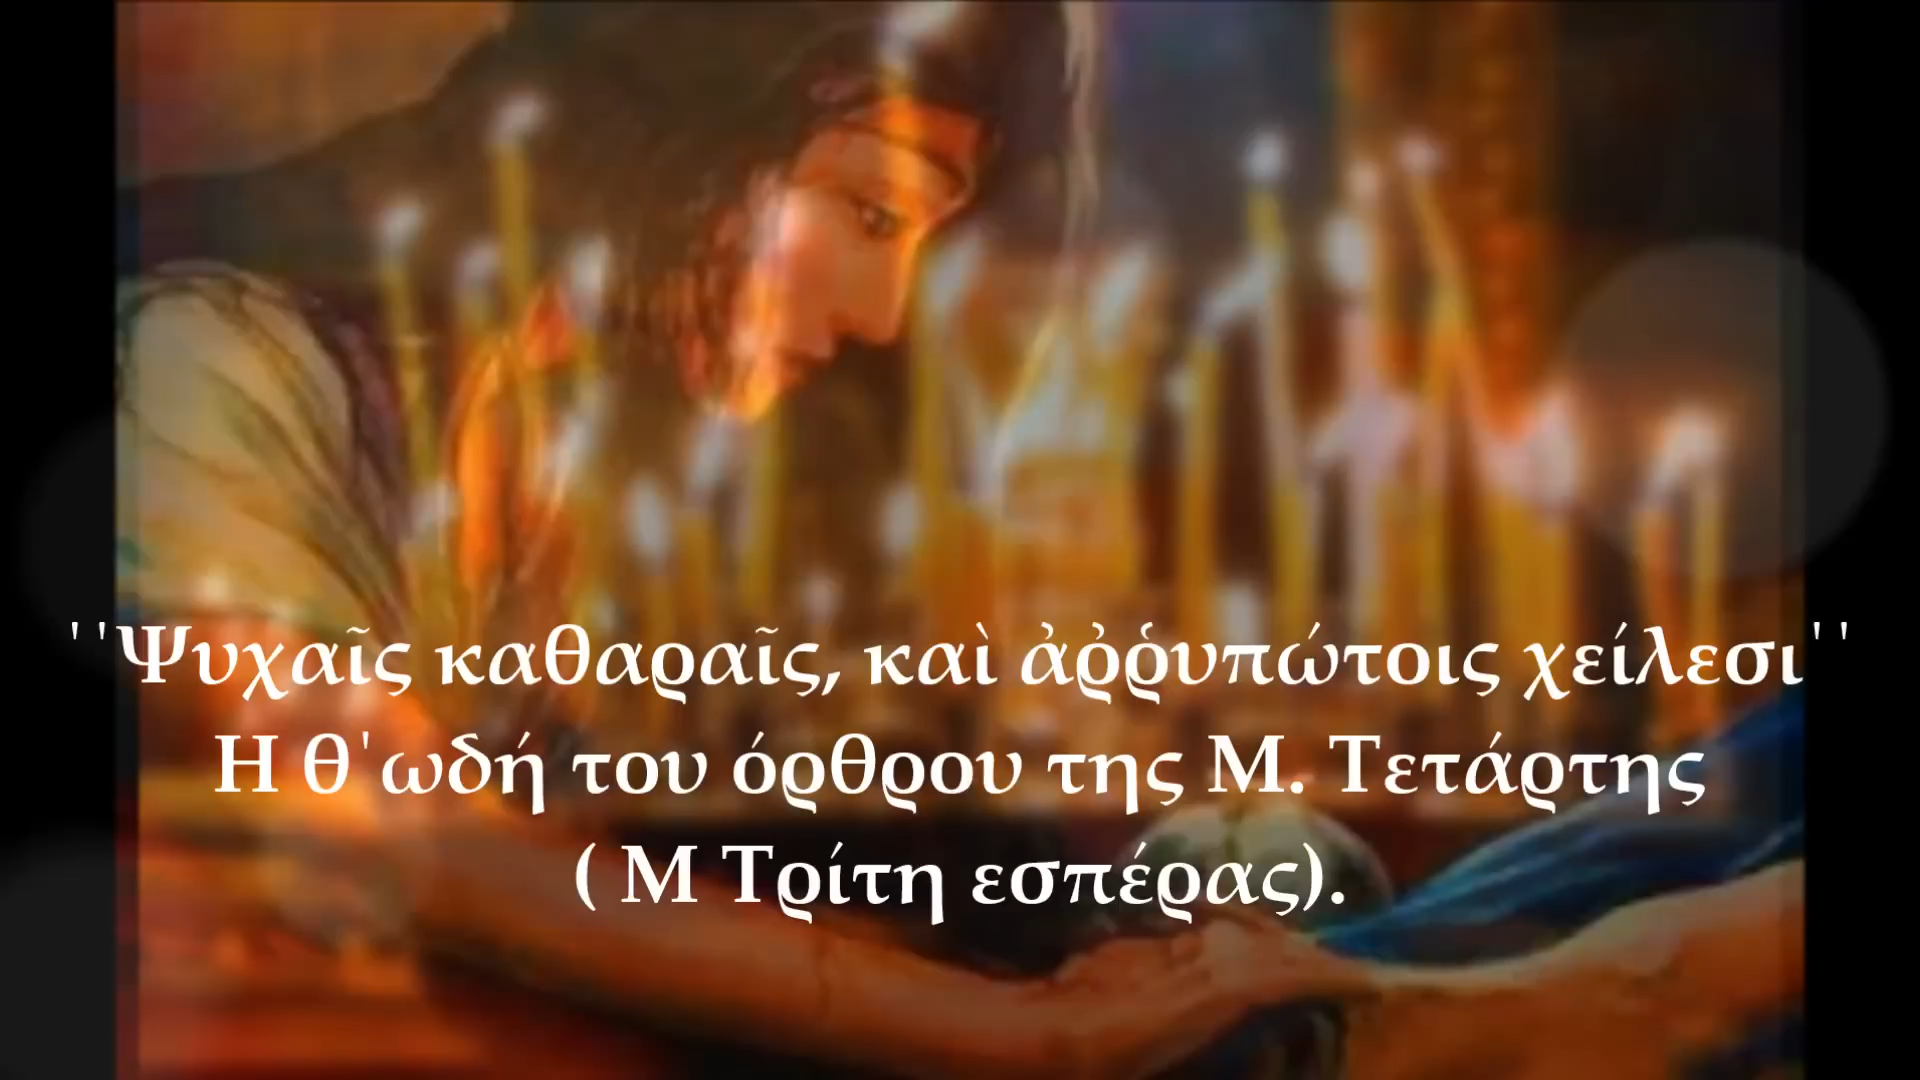 ''Ψυχαῖς καθαραῖς, καὶ ἀῤῥυπώτοις χείλεσι''
Η θ'ωδή του όρθρου της Μ. Τετάρτης
( Μ Τρίτη εσπέρας).